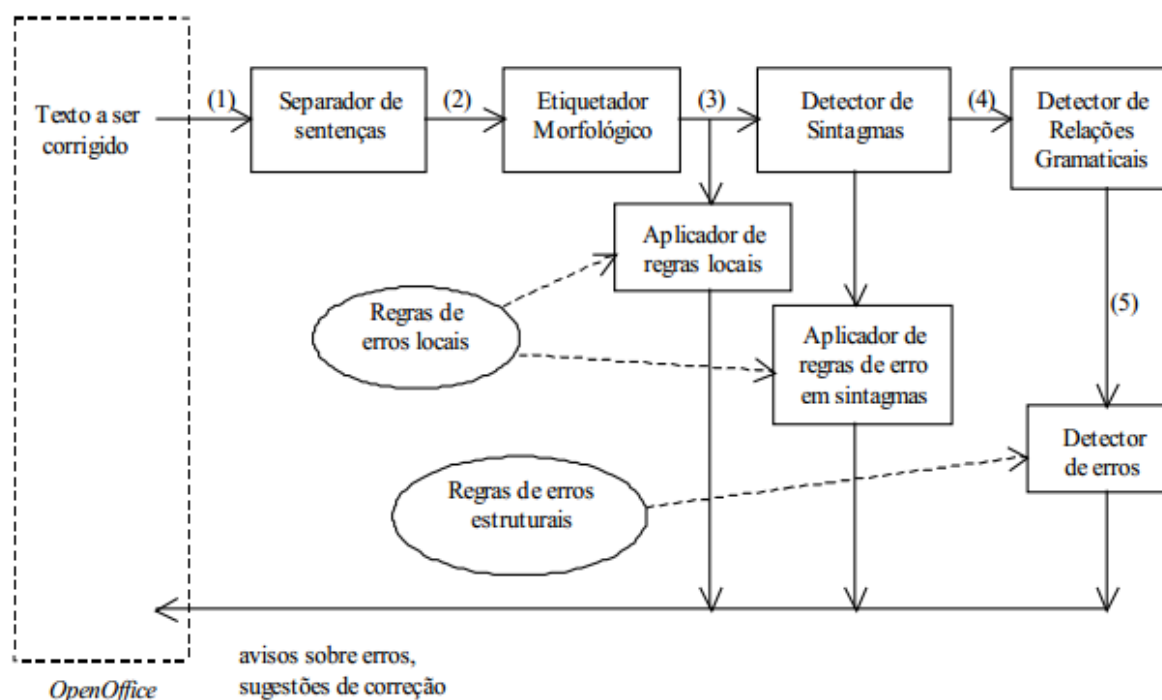 Texto a ser
corrigido
(1)
Separador de
sentenças
(2)
Etiquetador
Morfológico
(3)
Detector de
Sintagmas
(4)
Detector de
Relações
Gramaticais
Aplicador de
regras locais
Regras de
erros locais
Aplicador de
regras de erro
em sintagmas
(5)
Regras de erros
estruturais
Detector
de erros
avisos sobre erros,
sugestões de correção
OpenOffice